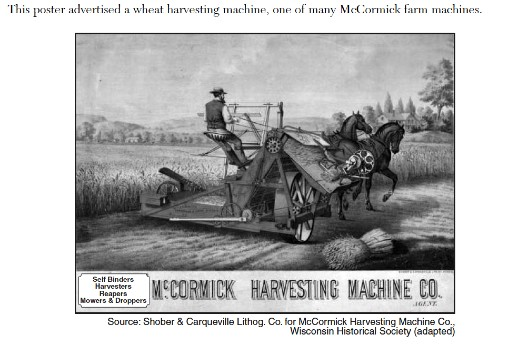 This poster advertised a wheat harvesting machine, one of many McCormick farm machines.
Self Binders
Harvesters
Reapers
Mowers & Droppers
McCORMICK HARVESTING MACHINE CO.
AGENT.
Source: Shober & Carqueville Lithog. Co. for McCormick Harvesting Machine Co.,
Wisconsin Historical Society (adapted)